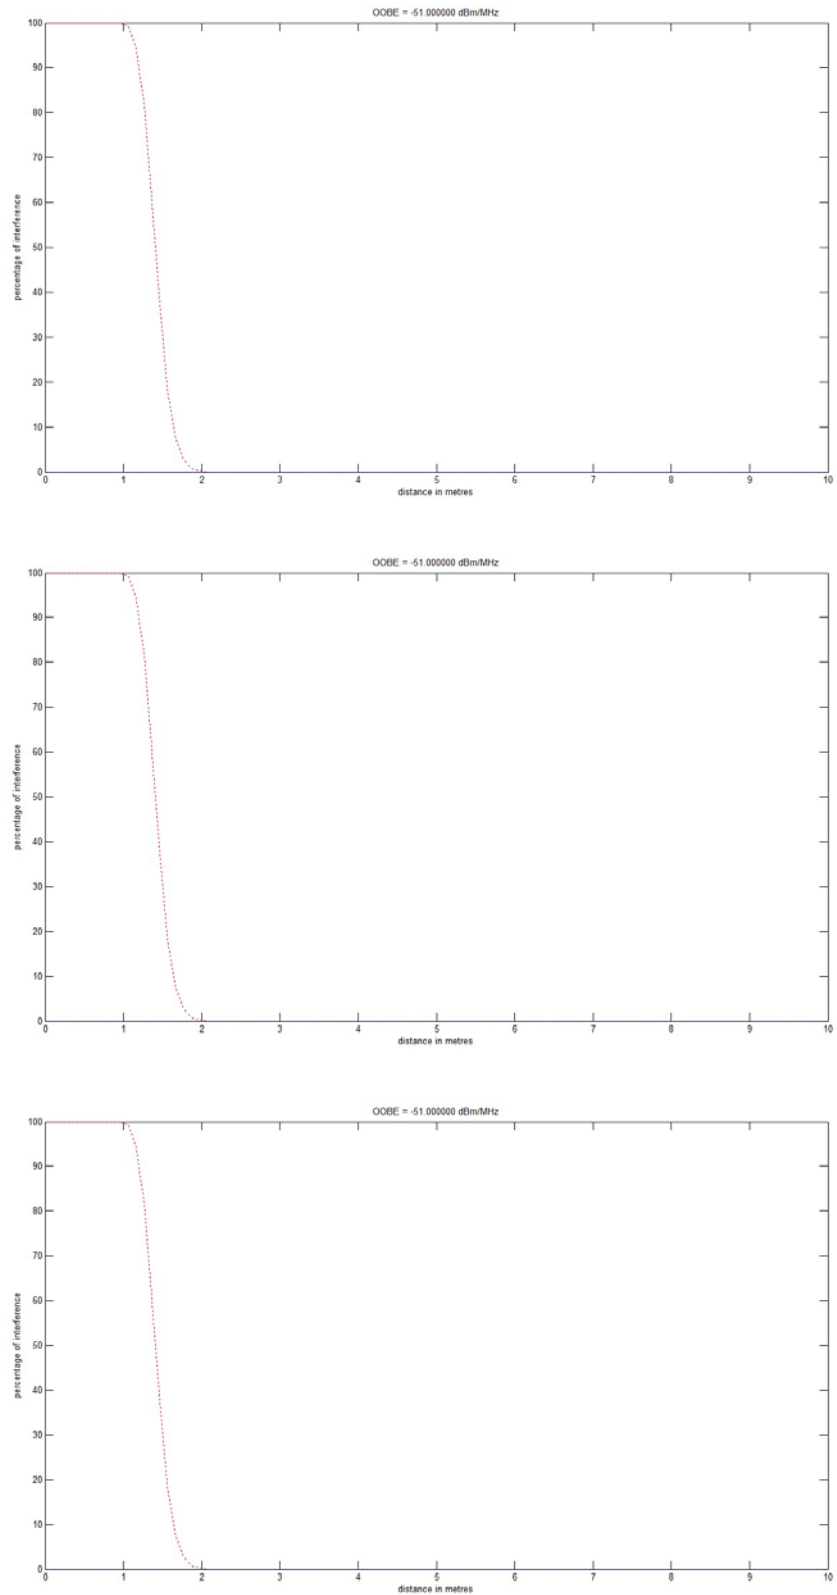 OOBE = -51.000000 dBm/MHz
100
90
80
70
60
50
40
30
20
10
0
percentage of interference
0 1 2 3 4 5 6 7 8 9 10
distance in metres
OOBE = -51.000000 dBm/MHz
100
90
80
70
60
50
40
30
20
10
0
percentage of interference
0 1 2 3 4 5 6 7 8 9 10
distance in metres
OOBE = -51.000000 dBm/MHz
100
90
80
70
60
50
40
30
20
10
0
percentage of interference
0 1 2 3 4 5 6 7 8 9 10
distance in metres